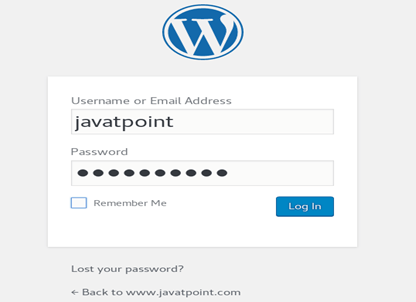 Username or Email Address
javatpoint
Password
●●●●●●●●●●
Remember Me
Log In
Lost your password?
← Back to www.javatpoint.com